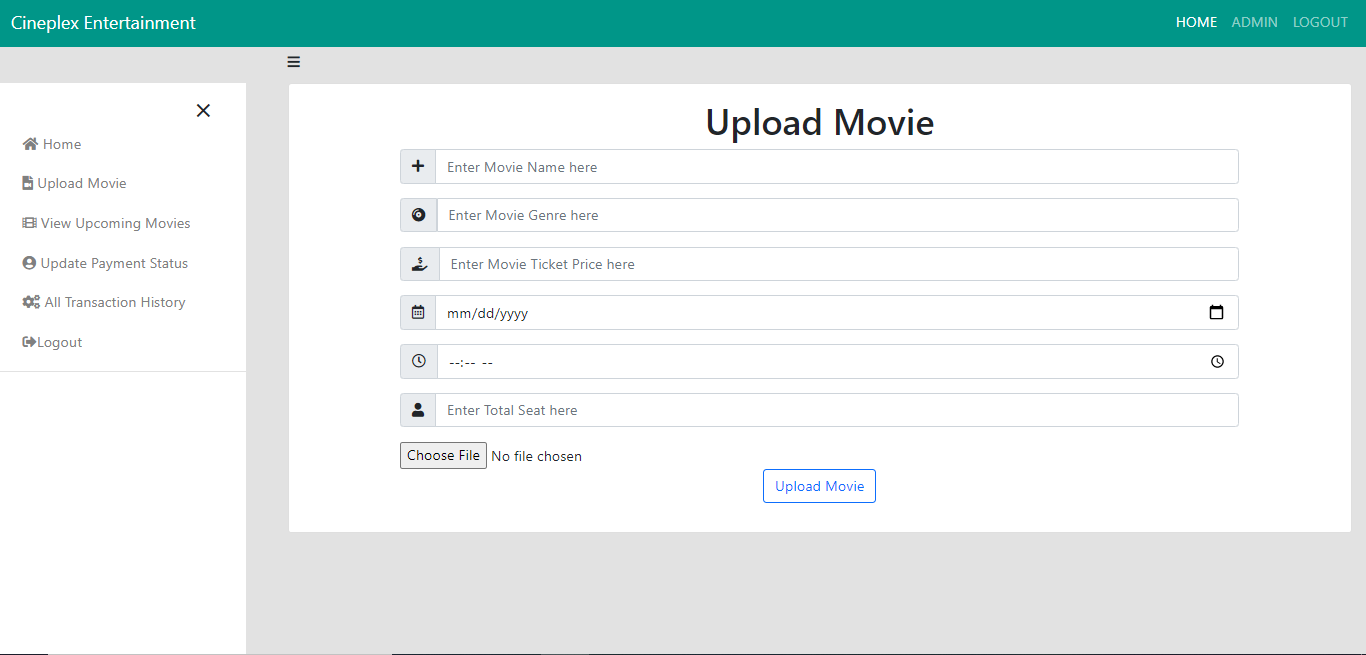 Cineplex Entertainment
HOME ADMIN LOGOUT
Home
Upload Movie
View Upcoming Movies
Update Payment Status
All Transaction History
Logout
Upload Movie
Enter Movie Name here
Enter Movie Genre here
Enter Movie Ticket Price here
mm/dd/yyyy
--:-- --
Enter Total Seat here
Choose File No file chosen
Upload Movie